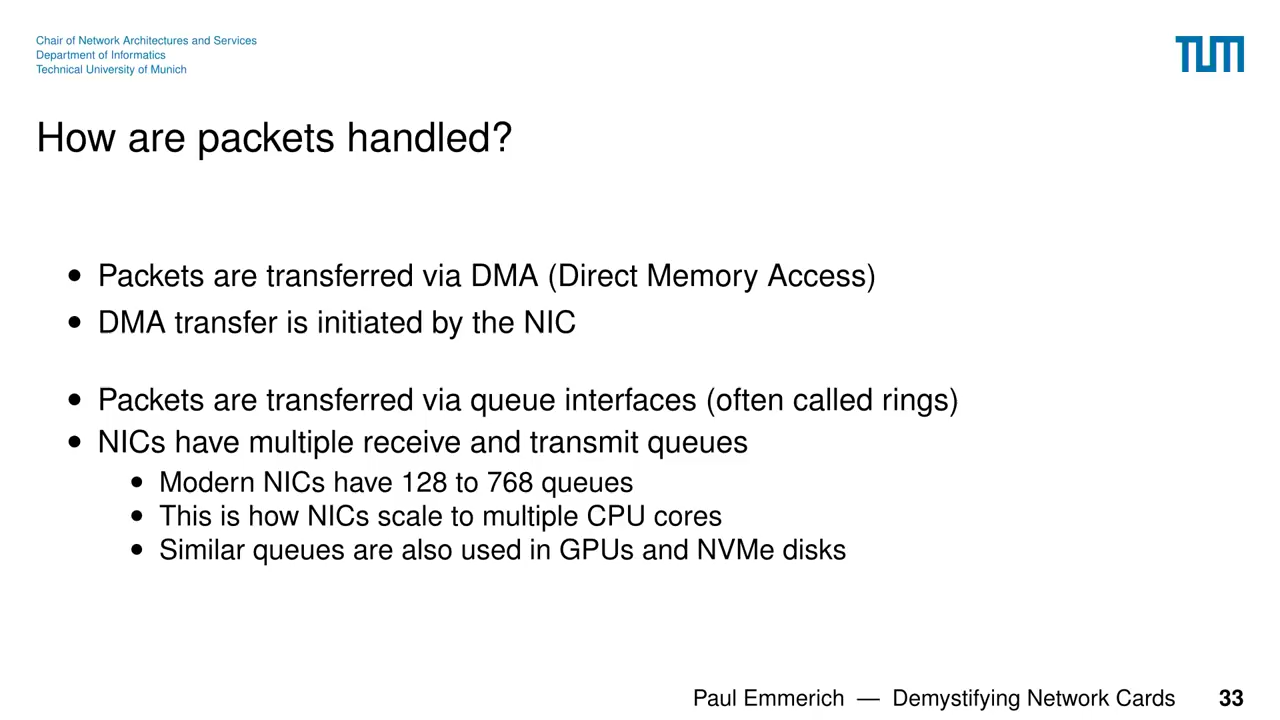 Chair of Network Architectures and Services
Department of Informatics
Technical University of Munich
TUM
How are packets handled?
• Packets are transferred via DMA (Direct Memory Access)
• DMA transfer is initiated by the NIC
• Packets are transferred via queue interfaces (often called rings)
• NICs have multiple receive and transmit queues
• Modern NICs have 128 to 768 queues
• This is how NICs scale to multiple CPU cores
• Similar queues are also used in GPUs and NVMe disks
Paul Emmerich — Demystifying Network Cards 33